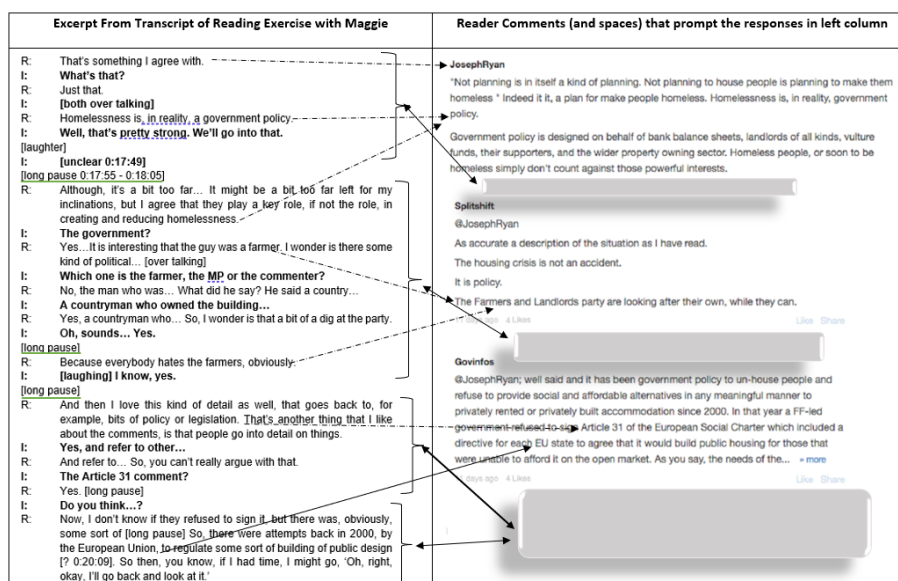 Excerpt From Transcript of Reading Exercise with Maggie
R: That's something I agree with.
I: What's that?
R: Just that.
I: [both over talking]
R: Homelessness is, in reality, a government policy.
I: Well, that's pretty strong. We'll go into that.
[laughter]
I: [unclear 0:17:49]
[long pause 0:17:55 - 0:18:05]
R: Although, it's a bit too far... It might be a bit too far left for my
inclinations, but I agree that they play a key role, if not the role, in
creating and reducing homelessness.
I: The government?
R: Yes...It is interesting that the guy was a farmer. I wonder is there some
kind of political... [over talking]
I: Which one is the farmer, the MP or the commenter?
R: No, the man who was... What did he say? He said a country...
I: A countryman who owned the building...
R: Yes, a countryman who... So, I wonder is that a bit of a dig at the party.
I: Oh, sounds... Yes.
[long pause]
R: Because everybody hates the farmers, obviously.
I: [laughing] I know, yes.
[long pause]
R: And then I love this kind of detail as well, that goes back to, for
example, bits of policy or legislation. That's another thing that I like
about the comments, is that people go into detail on things.
I: Yes, and refer to other...
R: And refer to... So, you can't really argue with that.
I: The Article 31 comment?
R: Yes. [long pause]
I: Do you think...?
R: Now, I don't know if they refused to sign it, but there was, obviously,
some sort of [long pause] So, there were attempts back in 2000, by
the European Union, to regulate some sort of building of public design
[? 0:20:09]. So then, you know, if I had time, I might go, 'Oh, right,
okay, I'll go back and look at it.'
Reader Comments (and spaces) that prompt the responses in left column
JosephRyan
"Not planning is in itself a kind of planning. Not planning to house people is planning to make them
homeless " Indeed it it, a plan for make people homeless. Homelessness is, in reality, government
policy.
Government policy is designed on behalf of bank balance sheets, landlords of all kinds, vulture
funds, their supporters, and the wider property owning sector. Homeless people, or soon to be
homeless simply don't count against those powerful interests.
Splitshift
@JosephRyan
As accurate a description of the situation as I have read.
The housing crisis is not an accident.
It is policy.
The Farmers and Landlords party are looking after their own, while they can.
days ago 4 Likes Like Share
Govinfos
@JosephRyan; well said and it has been government policy to un-house people and
refuse to provide social and affordable alternatives in any meaningful manner to
privately rented or privately built accommodation since 2000. In that year a FF-led
government refused to sign Article 31 of the European Social Charter which included a
directive for each EU state to agree that it would build public housing for those that
were unable to afford it on the open market. As you say, the needs of the... » more
days ago 4 Likes Like Share